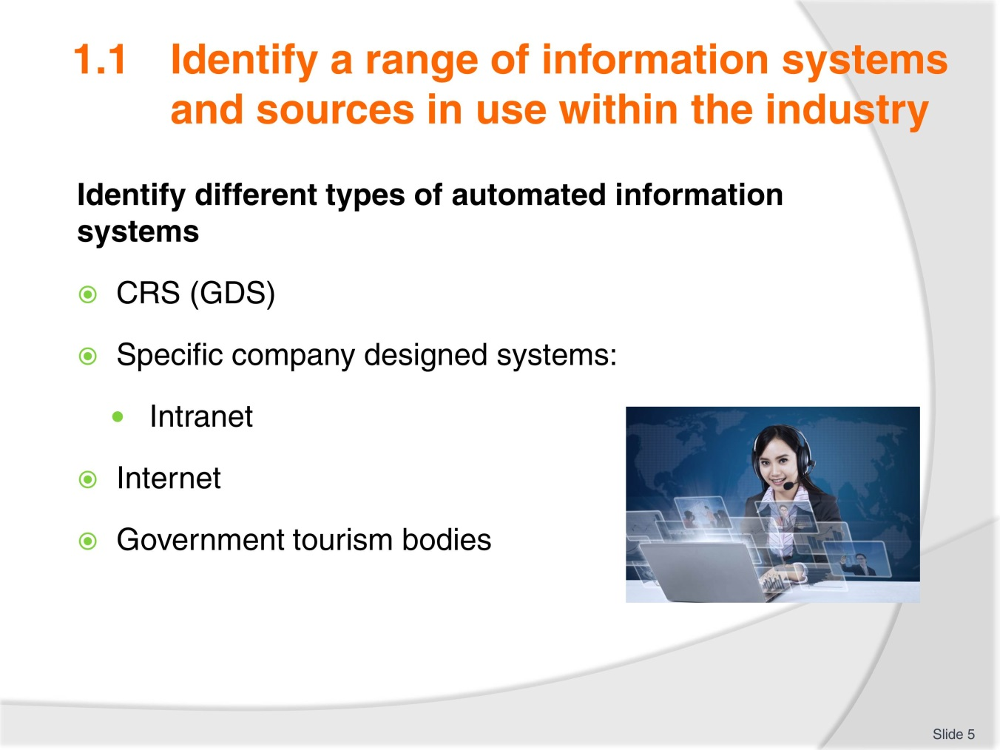 1.1 Identify a range of information systems
and sources in use within the industry
Identify different types of automated information
systems
CRS (GDS)
Specific company designed systems:
Intranet
Internet
Government tourism bodies
Slide 5